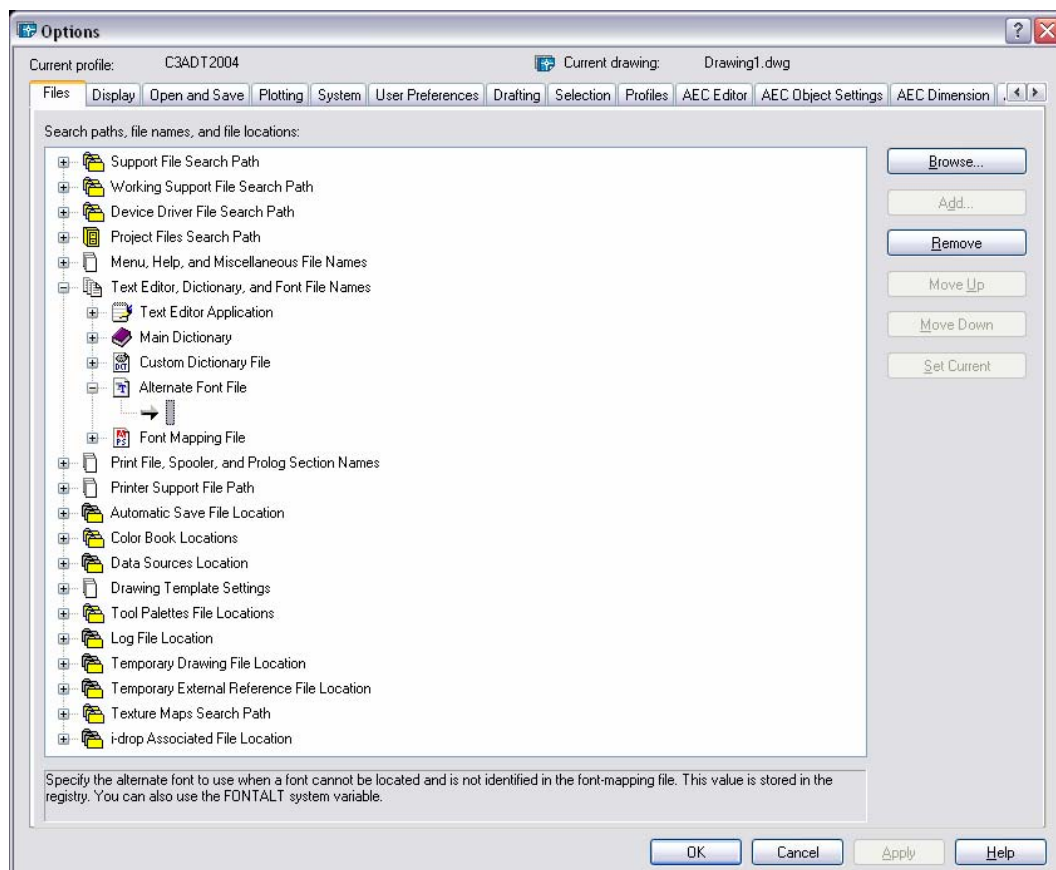 Options
Current profile: C3ADT2004 Current drawing: Drawing1.dwg
Files Display Open and Save Plotting System User Preferences Drafting Selection Profiles AEC Editor AEC Object Settings AEC Dimension
Search paths, file names, and file locations:
Support File Search Path
Browse...
Working Support File Search Path
Add...
Device Driver File Search Path
Project Files Search Path
Remove
Menu, Help, and Miscellaneous File Names
Text Editor, Dictionary, and Font File Names
Move Up
Text Editor Application
Move Down
Main Dictionary
Custom Dictionary File
Set Current
Alternate Font File
Font Mapping File
Print File, Spooler, and Prolog Section Names
Printer Support File Path
Automatic Save File Location
Color Book Locations
Data Sources Location
Drawing Template Settings
Tool Palettes File Locations
Log File Location
Temporary Drawing File Location
Temporary External Reference File Location
Texture Maps Search Path
i-drop Associated File Location
Specify the alternate font to use when a font cannot be located and is not identified in the font-mapping file. This value is stored in the
registry. You can also use the FONTALT system variable.
OK Cancel Apply Help